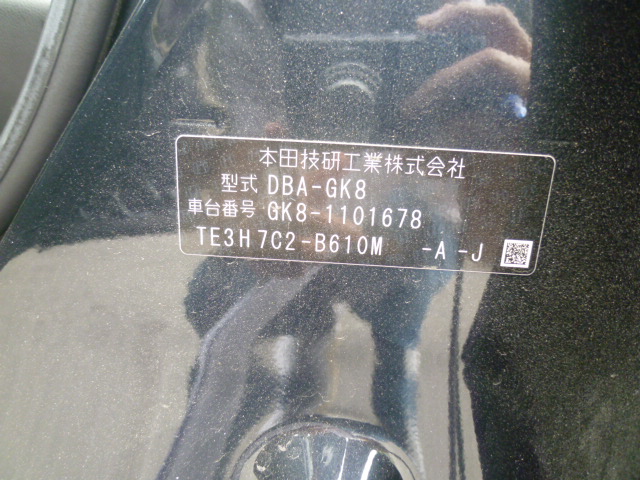 本田技研工業株式会社
型式 DBA-GK8
車台番号 GK8-1101678
TE3H7C2-B610M -A -J